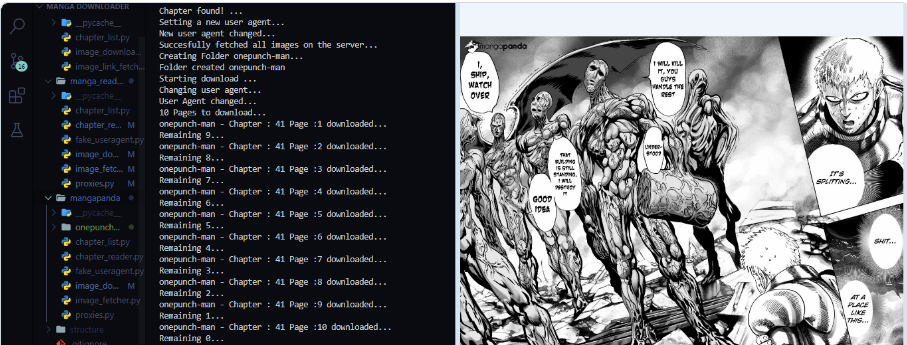 MANGA DOWNLOADER
__pycache__
chapter_list.py
image_downloa...
image_link_fetch...
manga_read...
__pycache__
chapter_list.py
chapter_re...
M
fake_useragent.py
image_do...
M
image_fet...
M
proxies.py
M
mangapanda
__pycache__
onepunch...
chapter_list.py
chapter_reader.py
fake_useragent.py
image_do...
M
image_fetcher.py
proxies.py
structure
.gitignore
16
Chapter found! ...
Setting a new user agent...
New user agent changed...
Succesfully fetched all images on the server...
Creating Folder onepunch-man...
Folder created onepunch-man
Starting download ...
Changing user agent...
User Agent changed...
10 Pages to download...
onepunch-man - Chapter : 41 Page :1 downloaded...
Remaining 9...
onepunch-man - Chapter : 41 Page :2 downloaded...
Remaining 8...
onepunch-man - Chapter : 41 Page :3 downloaded...
Remaining 7...
onepunch-man - Chapter : 41 Page :4 downloaded...
Remaining 6...
onepunch-man - Chapter : 41 Page :5 downloaded...
Remaining 5...
onepunch-man - Chapter : 41 Page :6 downloaded...
Remaining 4...
onepunch-man - Chapter : 41 Page :7 downloaded...
Remaining 3...
onepunch-man - Chapter : 41 Page :8 downloaded...
Remaining 2...
onepunch-man - Chapter : 41 Page :9 downloaded...
Remaining 1...
onepunch-man - Chapter : 41 Page :10 downloaded...
Remaining 0...
mangapanda
I,
SHIP,
WATCH
OVER
I WILL KILL
IT, YOU
GUYS
HANDLE THE
REST
UNDER-
STOOD
THAT
BUILDING
IS STILL
STANDING,
I WILL
DESTROY
IT
GOOD
IDEA
IT'S
SPLITTING...
SHIT...
AT A
PLACE
LIKE
THIS...